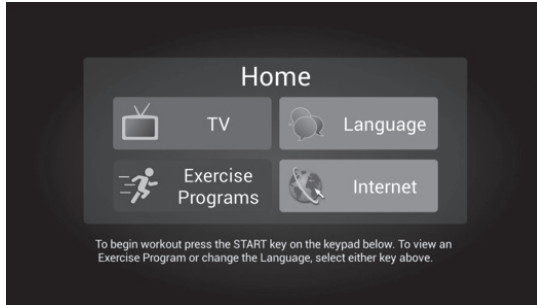 Home
TV
Language
Exercise
Programs
Internet
To begin workout press the START key on the keypad below. To view an
Exercise Program or change the Language, select either key above.